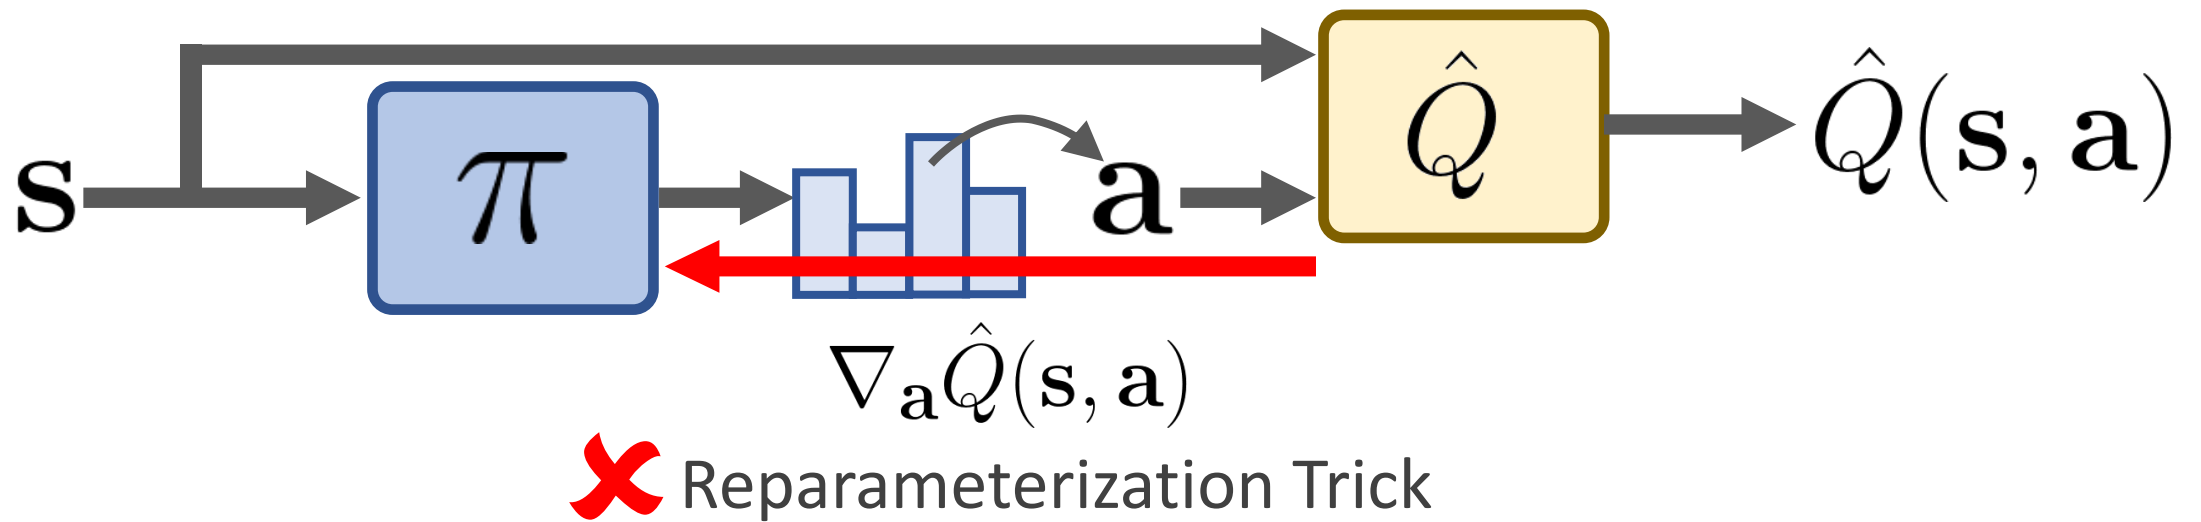 s
π
a
Q̂
Q̂(s, a)
∇ₐQ̂(s, a)
✘ Reparameterization Trick